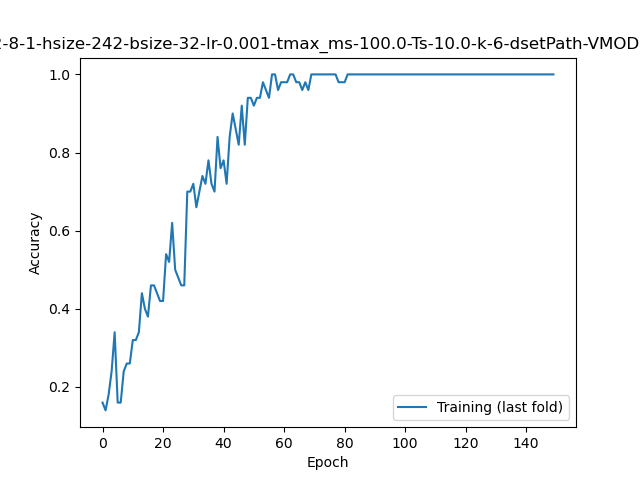 -8-1-hsize-242-bsize-32-lr-0.001-tmax_ms-100.0-Ts-10.0-k-6-dsetPath-VMOD
1.0
0.8
0.6
0.4
0.2
Accuracy
Training (last fold)
0 20 40 60 80 100 120 140
Epoch